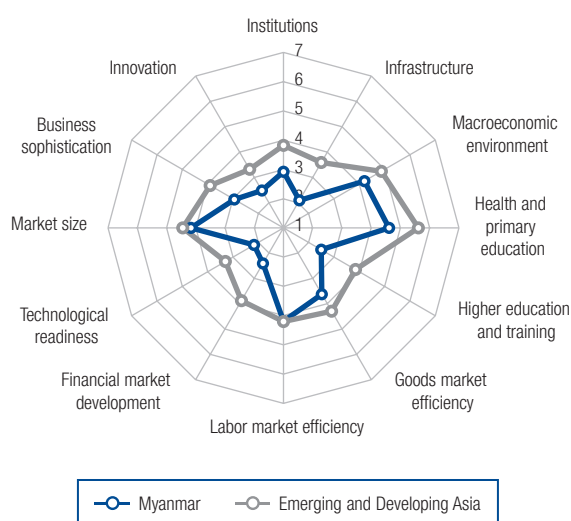 Institutions
Innovation
Infrastructure
Business
sophistication
Macroeconomic
environment
Market size
Health and
primary
education
Technological
readiness
Higher education
and training
Financial market
development
Goods market
efficiency
Labor market efficiency
7
6
5
4
3
2
1
Myanmar
Emerging and Developing Asia